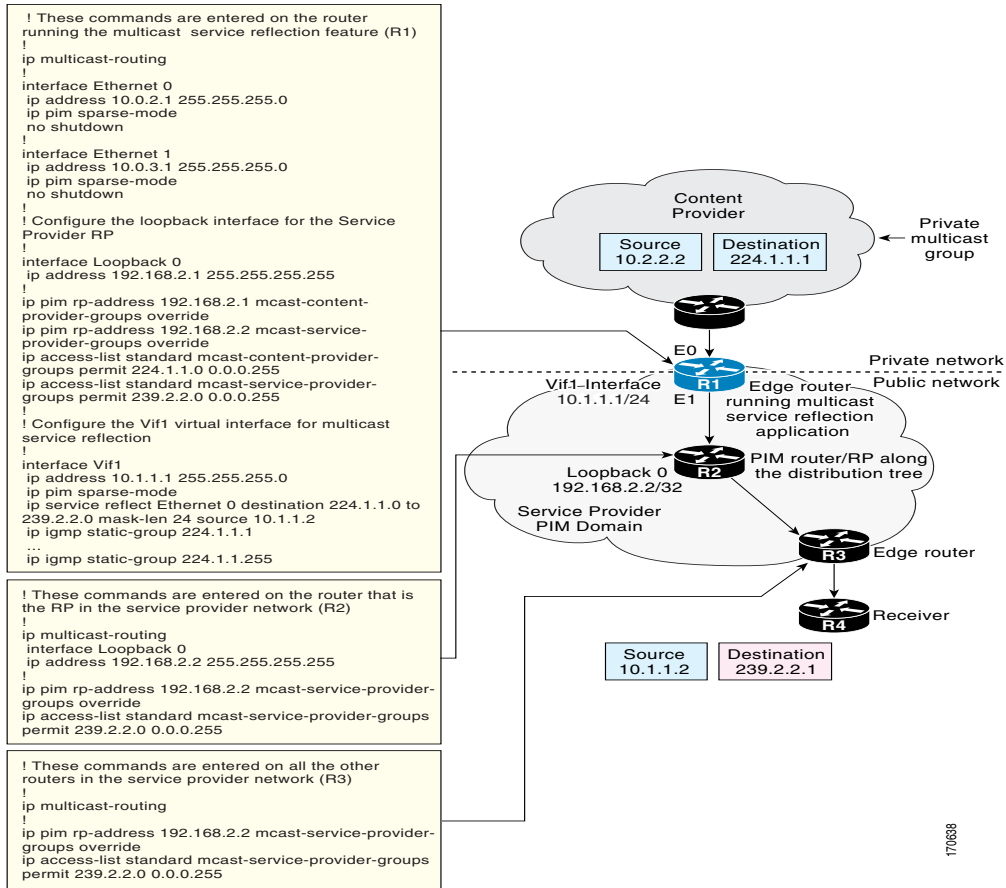 ! These commands are entered on the router
running the multicast service reflection feature (R1)
!
ip multicast-routing
!
interface Ethernet 0
ip address 10.0.2.1 255.255.255.0
ip pim sparse-mode
no shutdown
!
interface Ethernet 1
ip address 10.0.3.1 255.255.255.0
ip pim sparse-mode
no shutdown
!
! Configure the loopback interface for the Service
Provider RP
!
interface Loopback 0
ip address 192.168.2.1 255.255.255.255
!
ip pim rp-address 192.168.2.1 mcast-content-
provider-groups override
ip pim rp-address 192.168.2.2 mcast-service-
provider-groups override
ip access-list standard mcast-content-provider-
groups permit 224.1.1.0 0.0.0.255
ip access-list standard mcast-service-provider-
groups permit 239.2.2.0 0.0.0.255
!
! Configure the Vif1 virtual interface for multicast
service reflection
!
interface Vif1
ip address 10.1.1.1 255.255.255.0
ip pim sparse-mode
ip service reflect Ethernet 0 destination 224.1.1.0 to
239.2.2.0 mask-len 24 source 10.1.1.2
ip igmp static-group 224.1.1.1
...
ip igmp static-group 224.1.1.255
! These commands are entered on the router that is
the RP in the service provider network (R2)
!
ip multicast-routing
interface Loopback 0
ip address 192.168.2.2 255.255.255.255
!
ip pim rp-address 192.168.2.2 mcast-service-provider-
groups override
ip access-list standard mcast-service-provider-groups
permit 239.2.2.0 0.0.0.255
! These commands are entered on all the other
routers in the service provider network (R3)
!
ip multicast-routing
!
ip pim rp-address 192.168.2.2 mcast-service-provider-
groups override
ip access-list standard mcast-service-provider-groups
permit 239.2.2.0 0.0.0.255
Content
Provider
Source
10.2.2.2
Destination
224.1.1.1
Private
multicast
group
E0
Private network
Public network
R1
Vif1 Interface
10.1.1.1/24
E1
Edge router
running multicast
service reflection
application
R2
PIM router/RP along
the distribution tree
Loopback 0
192.168.2.2/32
Service Provider
PIM Domain
R3
Edge router
R4
Receiver
Source
10.1.1.2
Destination
239.2.2.1
170638